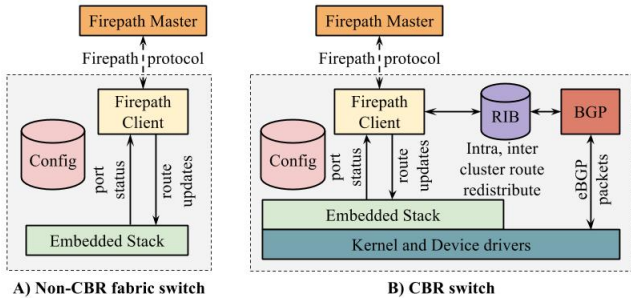 Firepath Master
Firepath protocol
Firepath
Client
Config
port
status
route
updates
Embedded Stack
A) Non-CBR fabric switch
Firepath Master
Firepath protocol
Firepath
Client
RIB
BGP
Config
port
status
route
updates
Intra, inter
cluster route
redistribute
eBGP
packets
Embedded Stack
Kernel and Device drivers
B) CBR switch